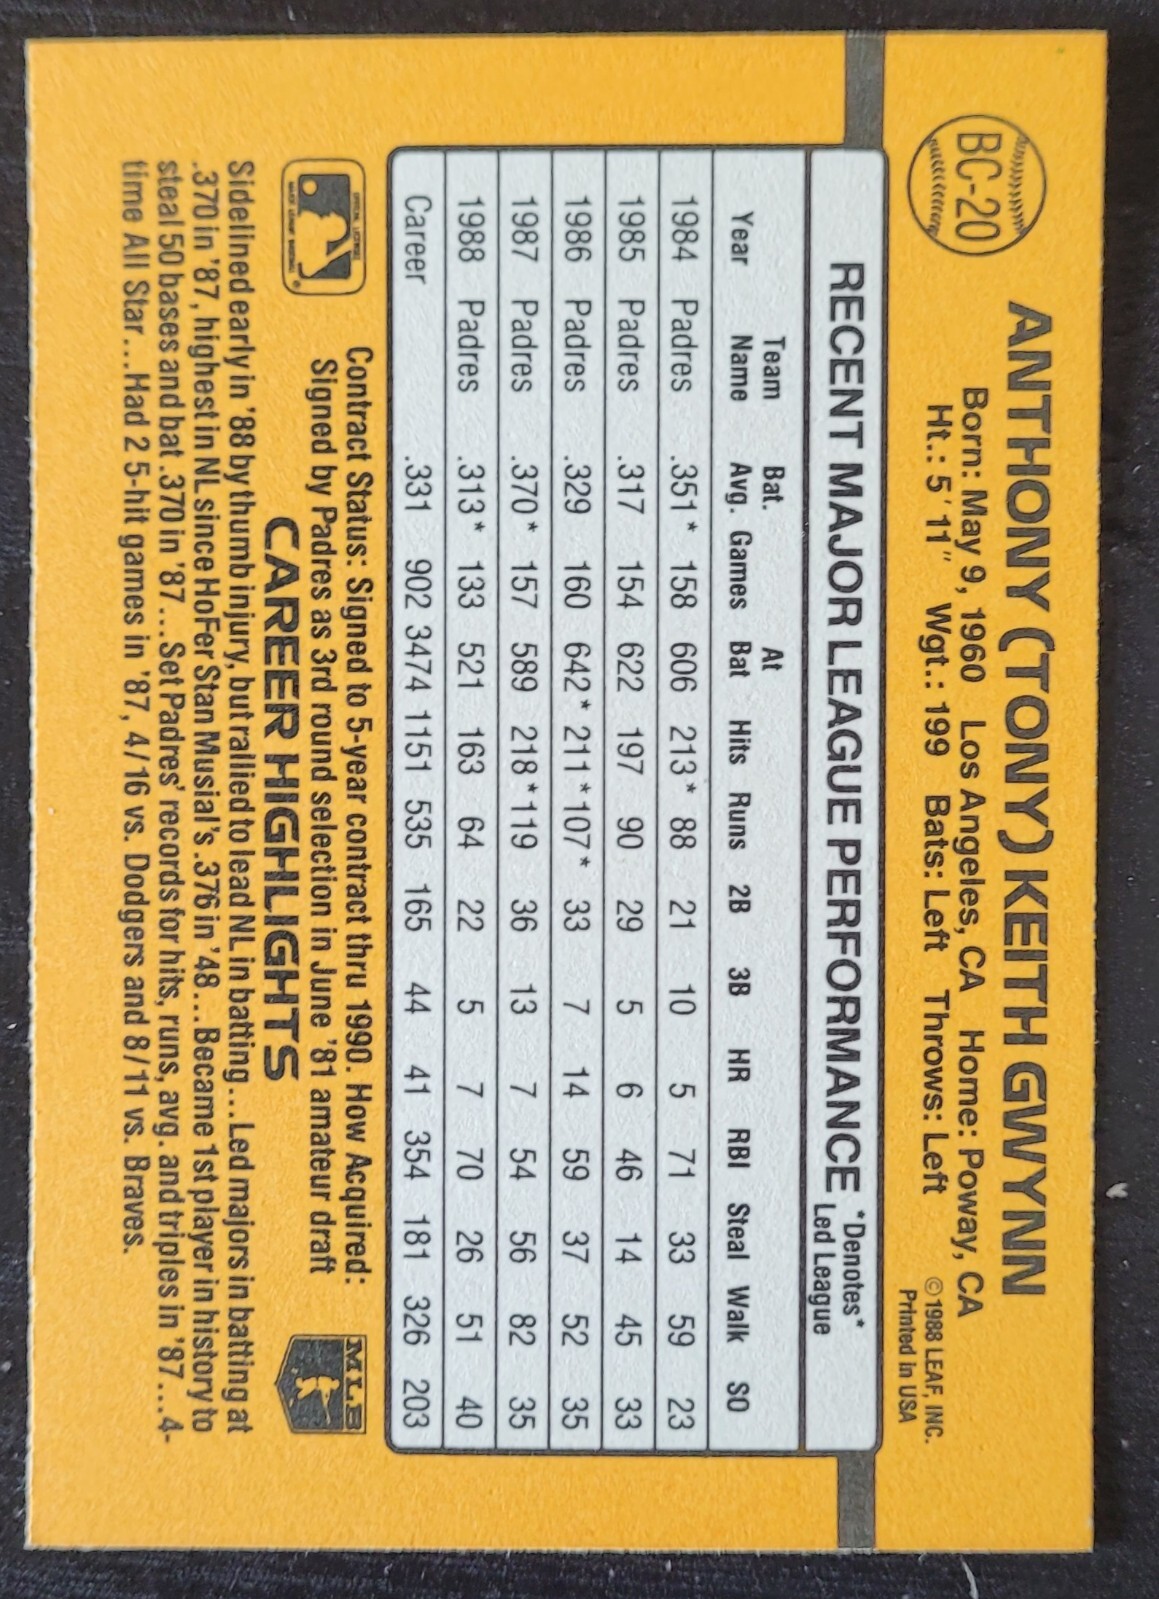 BC-20
ANTHONY (TONY) KEITH GWYNN
Born: May 9, 1960 Los Angeles, CA Home: Poway, CA
Ht.: 5'11" Wgt.: 199 Bats: Left Throws: Left
© 1988 LEAF, INC.
Printed in USA
RECENT MAJOR LEAGUE PERFORMANCE *Denotes*
Led League
Team Bat. At
Year Name Avg. Games Bat Hits Runs 2B 3B HR RBI Steal Walk SO
1984 Padres .351* 158 606 213* 88 21 10 5 71 33 59 23
1985 Padres .317 154 622 197 90 29 5 6 46 14 45 33
1986 Padres .329 160 642* 211* 107* 33 7 14 59 37 52 35
1987 Padres .370* 157 589 218* 119 36 13 7 54 56 82 35
1988 Padres .313* 133 521 163 64 22 5 7 70 26 51 40
Career .331 902 3474 1151 535 165 44 41 354 181 326 203
Contract Status: Signed to 5-year contract thru 1990. How Acquired:
Signed by Padres as 3rd round selection in June '81 amateur draft
MLB
CAREER HIGHLIGHTS
Sidelined early in '88 by thumb injury, but rallied to lead NL in batting...Led majors in batting at
.370 in '87, highest in NL since HoFer Stan Musial's .376 in '48...Became 1st player in history to
steal 50 bases and bat .370 in '87...Set Padres' records for hits, runs, avg. and triples in '87...4-
time All Star...Had 2 5-hit games in '87, 4/16 vs. Dodgers and 8/11 vs. Braves.